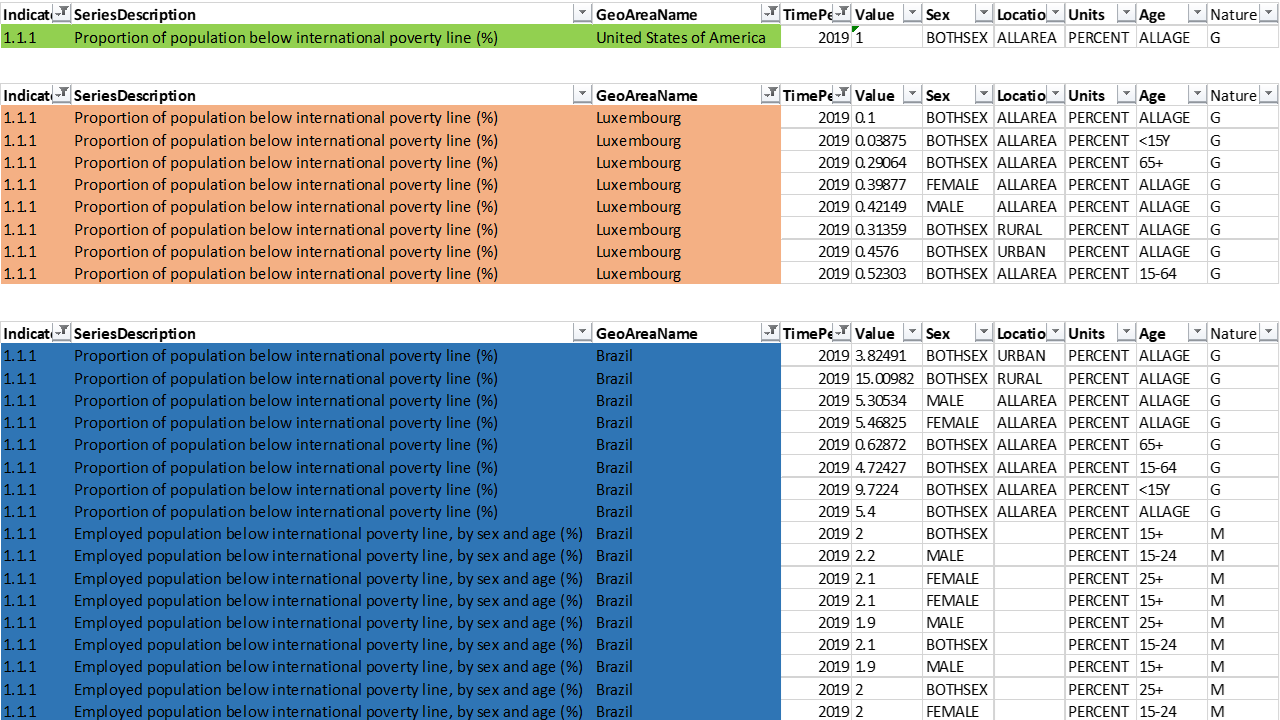 Indicat SeriesDescription GeoAreaName TimePe Value Sex Locatio Units Age Nature
1.1.1 Proportion of population below international poverty line (%) United States of America 2019 1 BOTHSEX ALLAREA PERCENT ALLAGE G
Indicat SeriesDescription GeoAreaName TimePe Value Sex Locatio Units Age Nature
1.1.1 Proportion of population below international poverty line (%) Luxembourg 2019 0.1 BOTHSEX ALLAREA PERCENT ALLAGE G
1.1.1 Proportion of population below international poverty line (%) Luxembourg 2019 0.03875 BOTHSEX ALLAREA PERCENT <15Y G
1.1.1 Proportion of population below international poverty line (%) Luxembourg 2019 0.29064 BOTHSEX ALLAREA PERCENT 65+ G
1.1.1 Proportion of population below international poverty line (%) Luxembourg 2019 0.39877 FEMALE ALLAREA PERCENT ALLAGE G
1.1.1 Proportion of population below international poverty line (%) Luxembourg 2019 0.42149 MALE ALLAREA PERCENT ALLAGE G
1.1.1 Proportion of population below international poverty line (%) Luxembourg 2019 0.31359 BOTHSEX RURAL PERCENT ALLAGE G
1.1.1 Proportion of population below international poverty line (%) Luxembourg 2019 0.4576 BOTHSEX URBAN PERCENT ALLAGE G
1.1.1 Proportion of population below international poverty line (%) Luxembourg 2019 0.52303 BOTHSEX ALLAREA PERCENT 15-64 G
Indicat SeriesDescription GeoAreaName TimePe Value Sex Locatio Units Age Nature
1.1.1 Proportion of population below international poverty line (%) Brazil 2019 3.82491 BOTHSEX URBAN PERCENT ALLAGE G
1.1.1 Proportion of population below international poverty line (%) Brazil 2019 15.00982 BOTHSEX RURAL PERCENT ALLAGE G
1.1.1 Proportion of population below international poverty line (%) Brazil 2019 5.30534 MALE ALLAREA PERCENT ALLAGE G
1.1.1 Proportion of population below international poverty line (%) Brazil 2019 5.46825 FEMALE ALLAREA PERCENT ALLAGE G
1.1.1 Proportion of population below international poverty line (%) Brazil 2019 0.62872 BOTHSEX ALLAREA PERCENT 65+ G
1.1.1 Proportion of population below international poverty line (%) Brazil 2019 4.72427 BOTHSEX ALLAREA PERCENT 15-64 G
1.1.1 Proportion of population below international poverty line (%) Brazil 2019 9.7224 BOTHSEX ALLAREA PERCENT <15Y G
1.1.1 Proportion of population below international poverty line (%) Brazil 2019 5.4 BOTHSEX ALLAREA PERCENT ALLAGE G
1.1.1 Employed population below international poverty line, by sex and age (%) Brazil 2019 2 BOTHSEX PERCENT 15+ M
1.1.1 Employed population below international poverty line, by sex and age (%) Brazil 2019 2.2 MALE PERCENT 15-24 M
1.1.1 Employed population below international poverty line, by sex and age (%) Brazil 2019 2.1 FEMALE PERCENT 25+ M
1.1.1 Employed population below international poverty line, by sex and age (%) Brazil 2019 2.1 FEMALE PERCENT 15+ M
1.1.1 Employed population below international poverty line, by sex and age (%) Brazil 2019 1.9 MALE PERCENT 25+ M
1.1.1 Employed population below international poverty line, by sex and age (%) Brazil 2019 2.1 BOTHSEX PERCENT 15-24 M
1.1.1 Employed population below international poverty line, by sex and age (%) Brazil 2019 1.9 MALE PERCENT 15+ M
1.1.1 Employed population below international poverty line, by sex and age (%) Brazil 2019 2 BOTHSEX PERCENT 25+ M
1.1.1 Employed population below international poverty line, by sex and age (%) Brazil 2019 2 FEMALE PERCENT 15-24 M